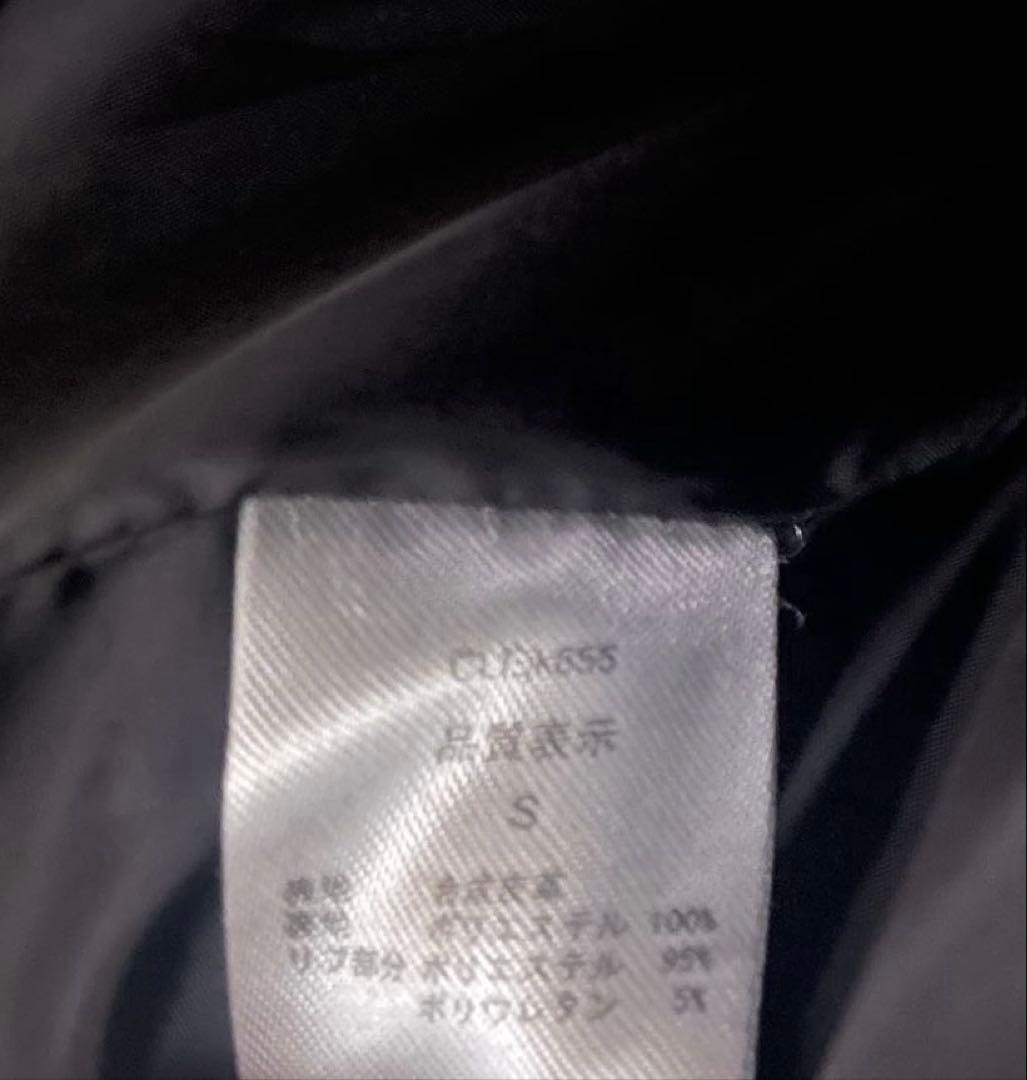 品質表示
S
表地 合成皮革
裏地 ポリエステル 100%
リブ部分 ポリエステル 95%
ポリウレタン 5%